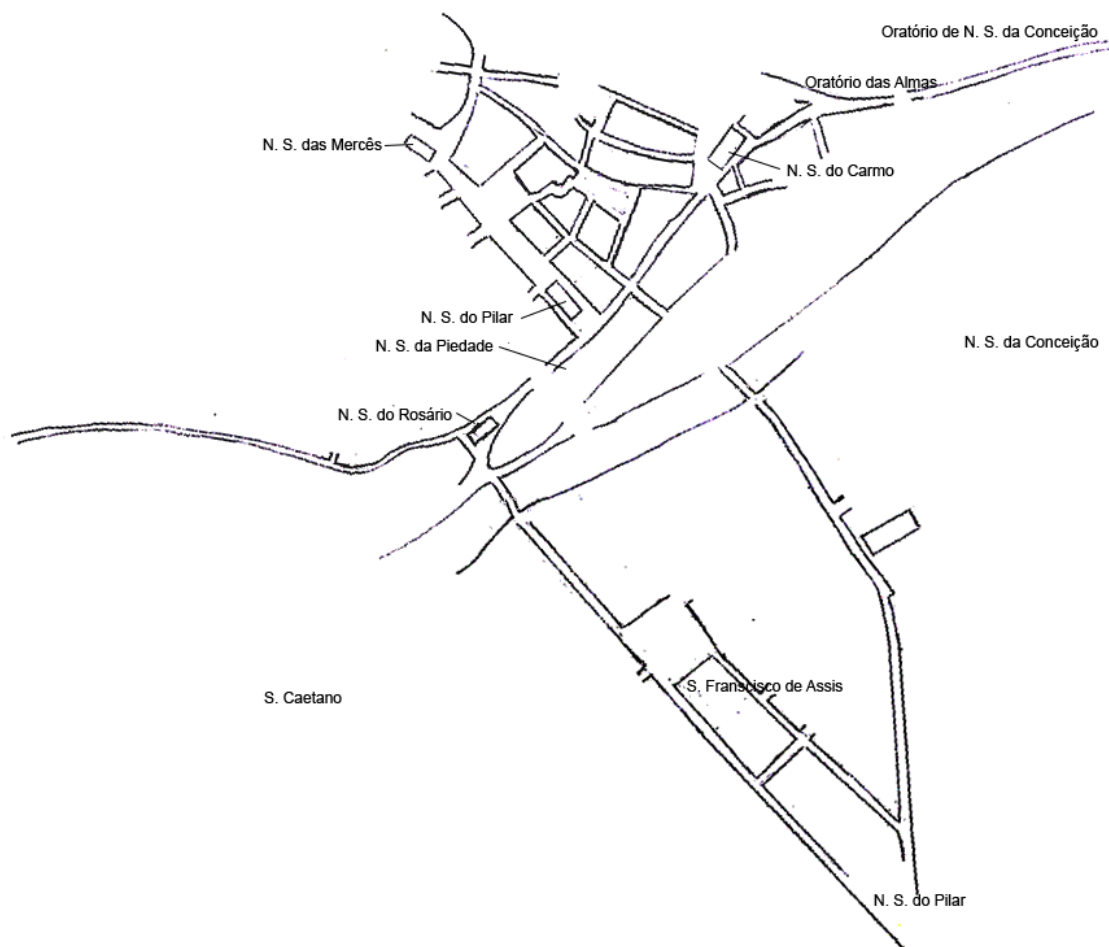 Oratório de N. S. da Conceição
Oratório das Almas
N. S. das Mercês
N. S. do Carmo
N. S. do Pilar
N. S. da Conceição
N. S. da Piedade
N. S. do Rosário
S. Franscisco de Assis
S. Caetano
N. S. do Pilar